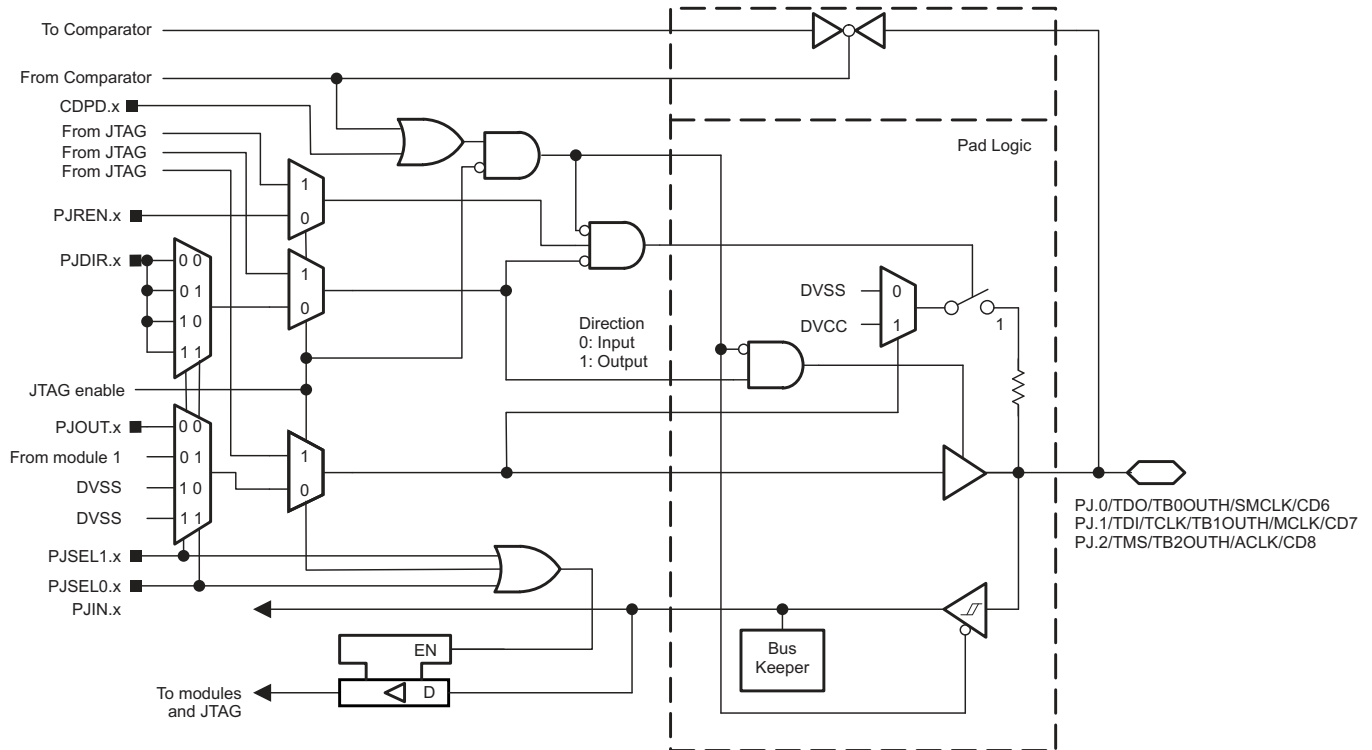 To Comparator
From Comparator
CDPD.x
From JTAG
From JTAG
From JTAG
Pad Logic
1
PJREN.x
0
PJDIR.x
0 0
1
0 1
0
1 0
1 1
DVSS
0
DVCC
1
1
Direction
0: Input
1: Output
JTAG enable
PJOUT.x
0 0
From module 1
0 1
1
DVSS
1 0
0
DVSS
1 1
PJ.0/TDO/TB0OUTH/SMCLK/CD6
PJ.1/TDI/TCLK/TB1OUTH/MCLK/CD7
PJ.2/TMS/TB2OUTH/ACLK/CD8
PJSEL1.x
PJSEL0.x
PJIN.x
Bus
Keeper
EN
D
To modules
and JTAG